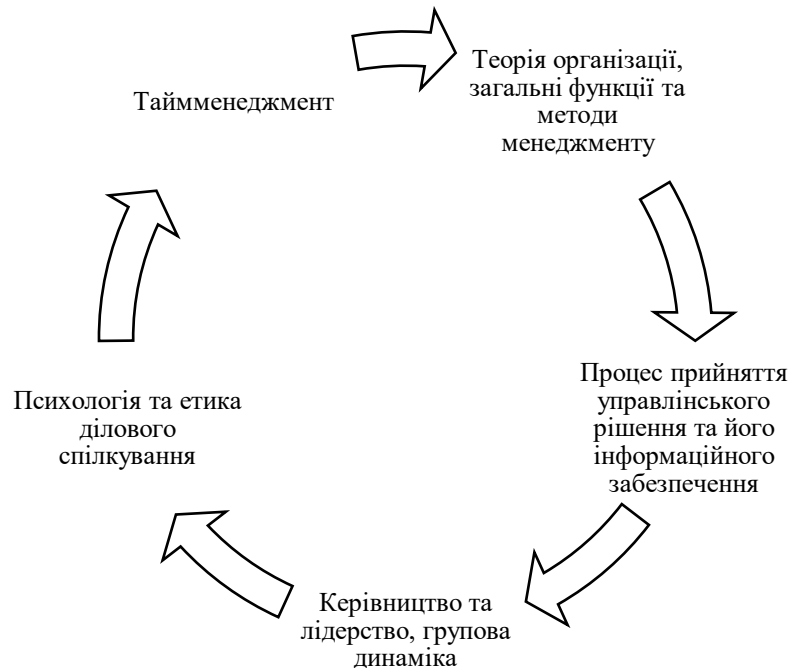 Таймменеджмент
Теорія організації,
загальні функції та
методи
менеджменту
Процес прийняття
управлінського
рішення та його
інформаційного
забезпечення
Керівництво та
лідерство, групова
динаміка
Психологія та етика
ділового
спілкування